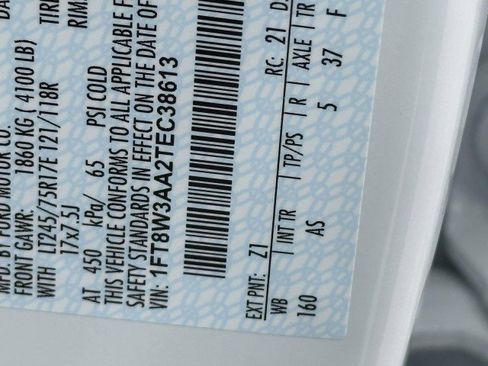 MFD. BY FORD MOTOR CO.
FRONT GAWR: 1860 KG ( 4100 LB)
WITH LT245/75R17E 121/118R TIRE
17x7.5J RIM
AT 450 kPa/ 65 PSI COLD
THIS VEHICLE CONFORMS TO ALL APPLICABLE F
SAFETY STANDARDS IN EFFECT ON THE DATE OF
VIN: 1FT8W3AA2TEC38613
EXT PNT: Z1 RC: 21 D
WB INT TR TP/PS R AXLE TR
160 AS 5 37 F